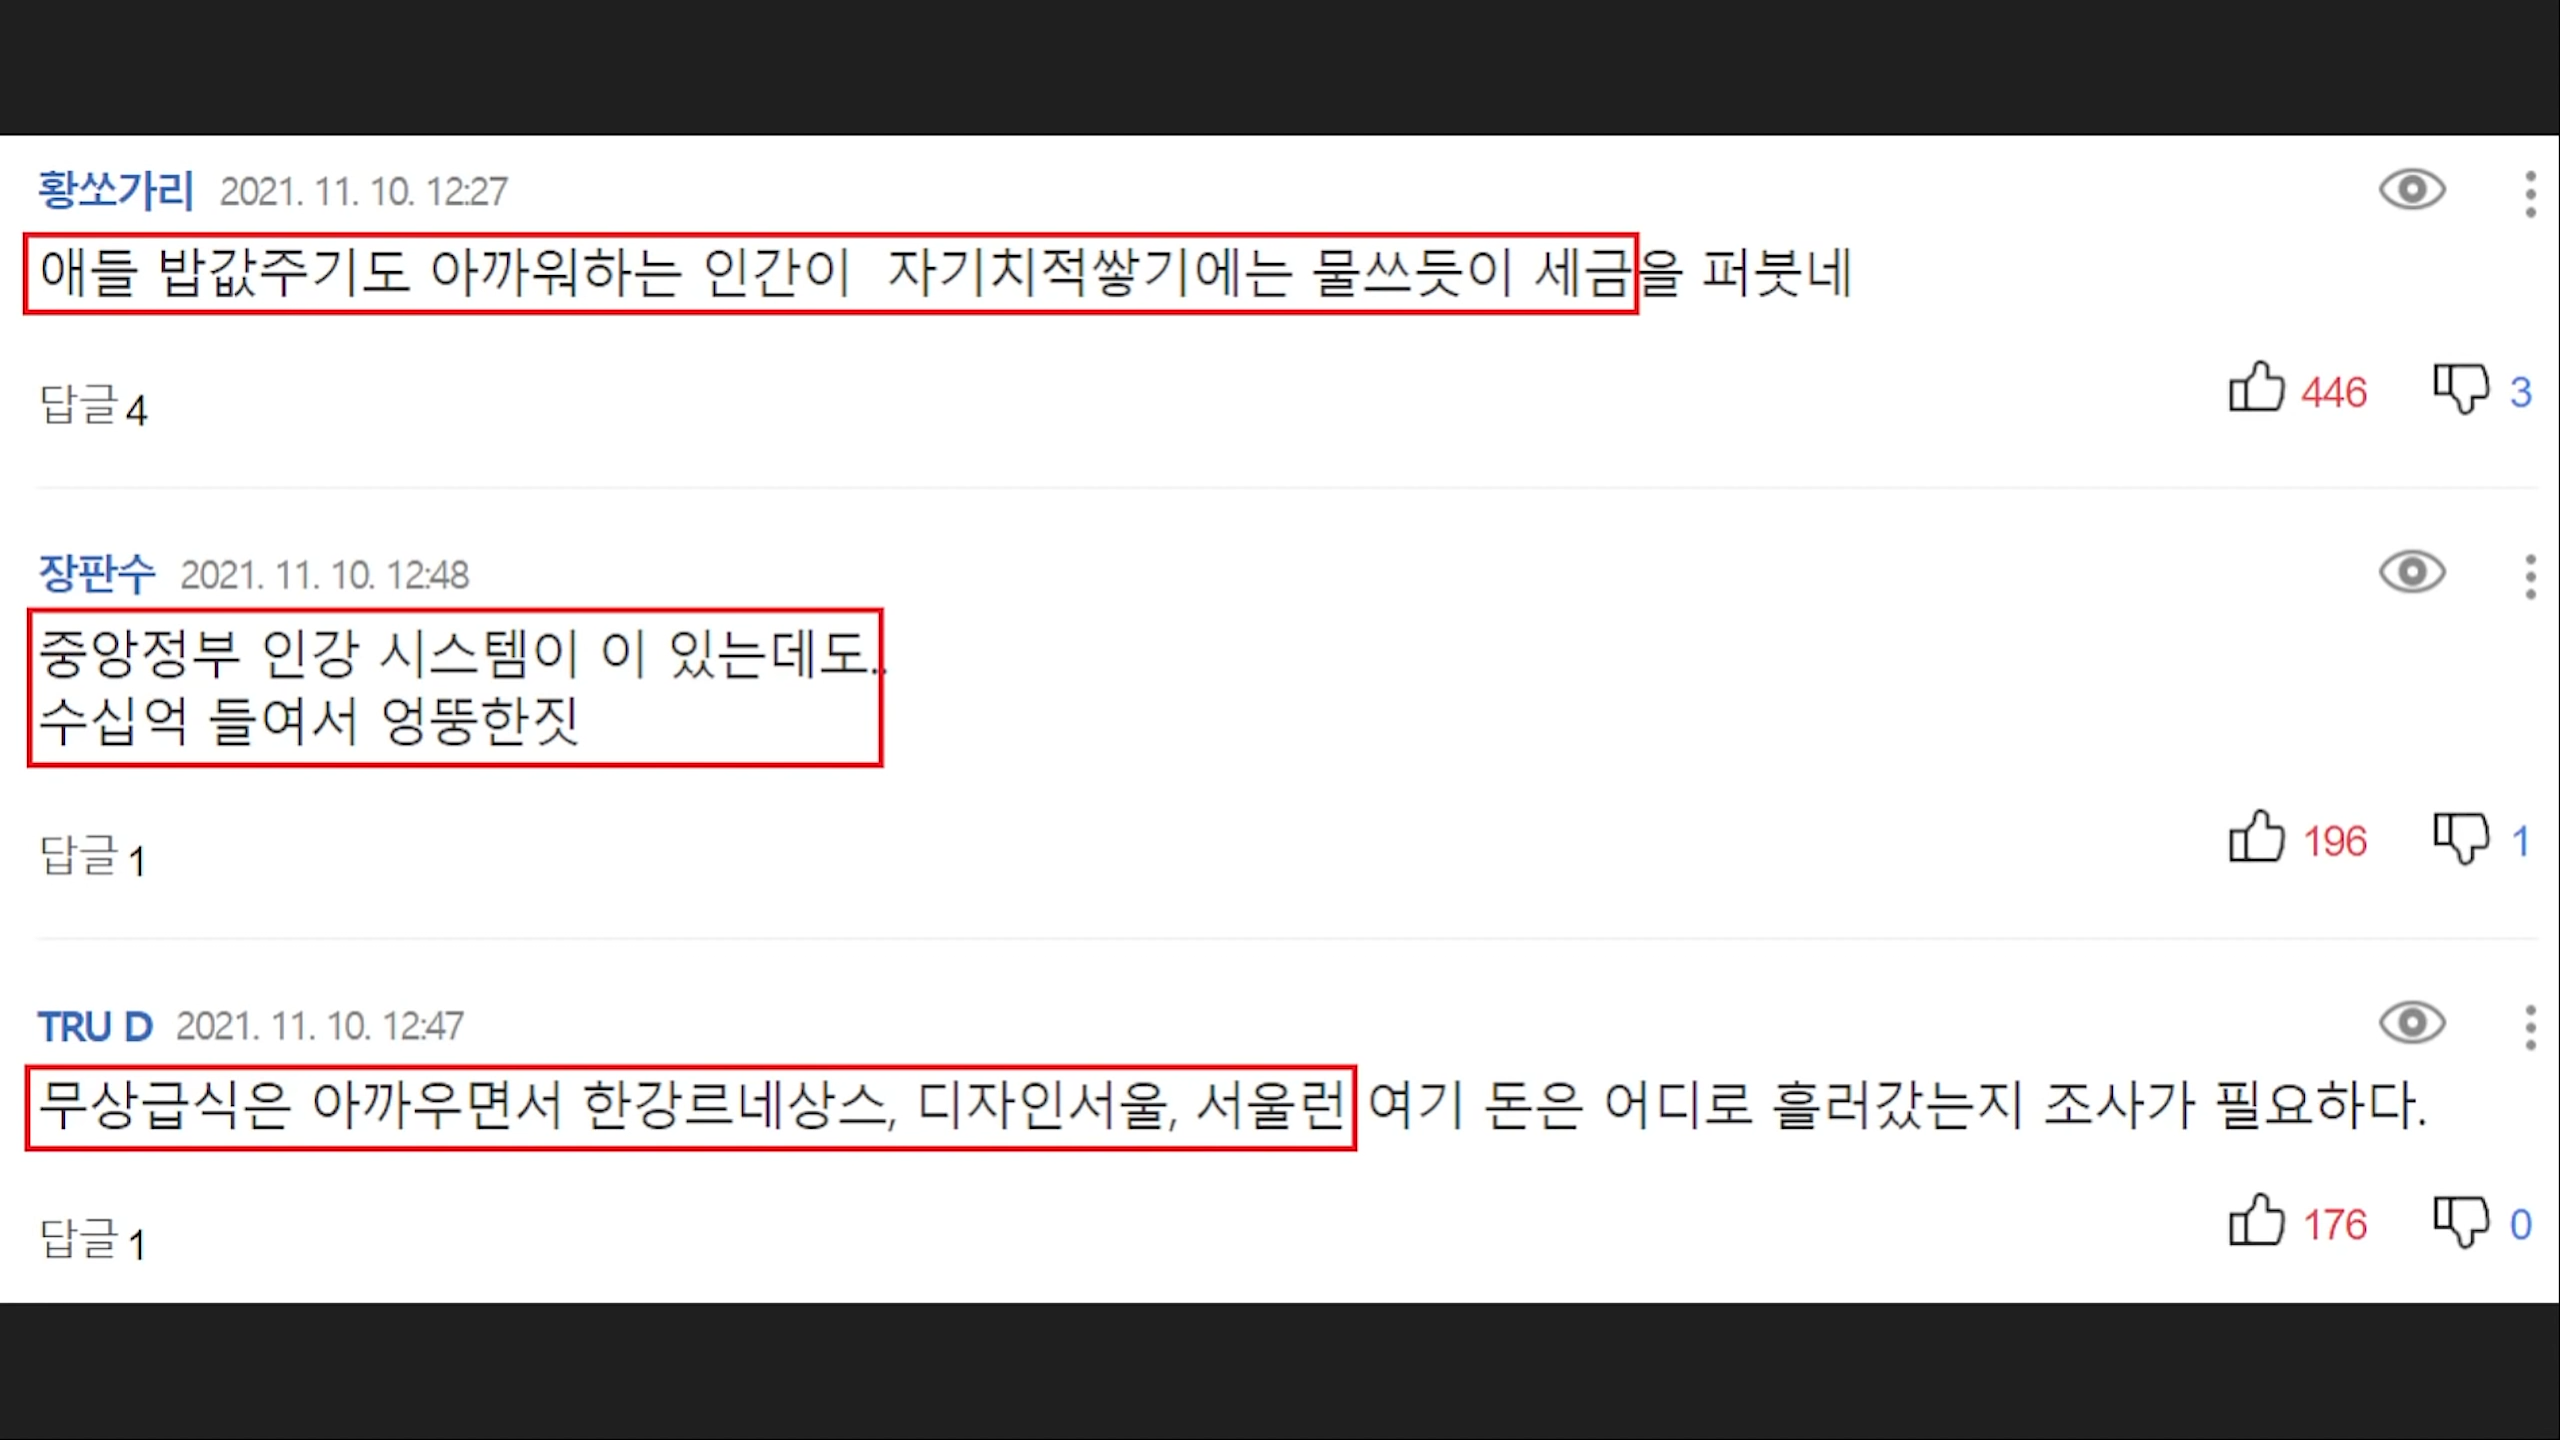 황쏘가리 2021. 11. 10. 12:27
애들 밥값주기도 아까워하는 인간이 자기치적쌓기에는 물쓰듯이 세금을 퍼붓네
답글 4 446 3
장판수 2021. 11. 10. 12:48
중앙정부 인강 시스템이 이 있는데도..
수십억 들여서 엉뚱한짓
답글 1 196 1
TRU D 2021. 11. 10. 12:47
무상급식은 아까우면서 한강르네상스, 디자인서울, 서울런 여기 돈은 어디로 흘러갔는지 조사가 필요하다.
답글 1 176 0